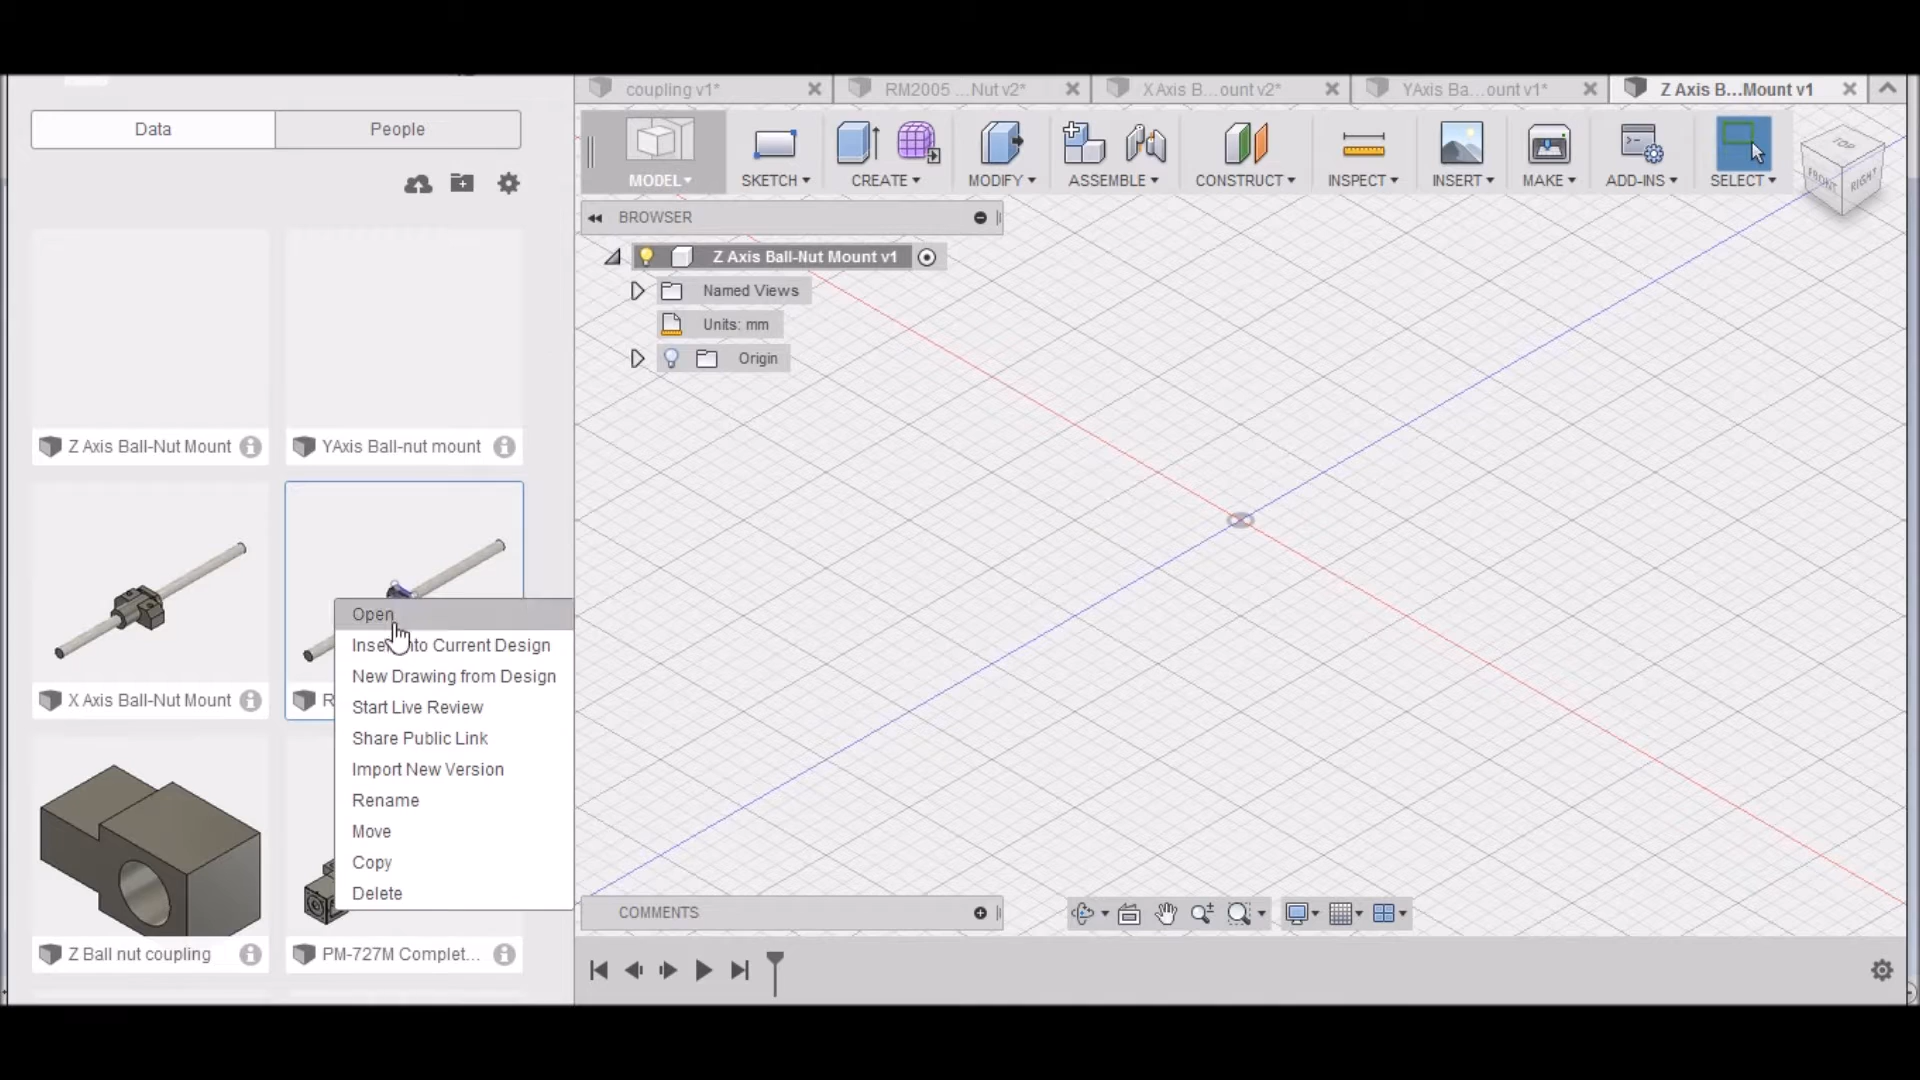 coupling v1*
RM2005 ...Nut v2*
X Axis B...ount v2*
YAxis Ba...ount v1*
Z Axis B...Mount v1
Data
People
MODEL
SKETCH
CREATE
MODIFY
ASSEMBLE
CONSTRUCT
INSPECT
INSERT
MAKE
ADD-INS
SELECT
TOP
FRONT
RIGHT
BROWSER
Z Axis Ball-Nut Mount v1
Named Views
Units: mm
Origin
Z Axis Ball-Nut Mount
YAxis Ball-nut mount
X Axis Ball-Nut Mount
R
Open
Insert into Current Design
New Drawing from Design
Start Live Review
Share Public Link
Import New Version
Rename
Move
Copy
Delete
Z Ball nut coupling
PM-727M Complet...
COMMENTS